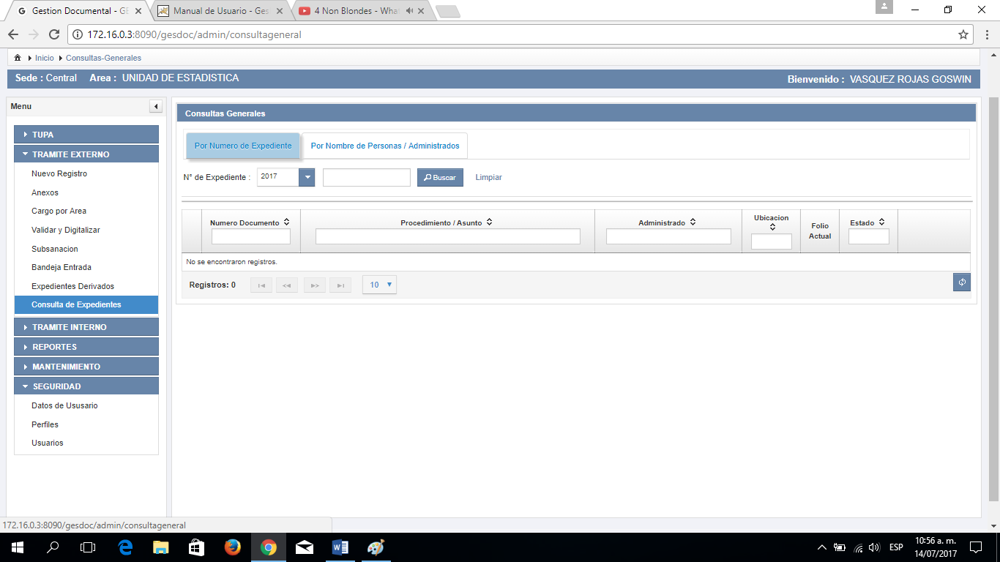 Gestion Documental - GE
Manual de Usuario - Ges
4 Non Blondes - What
172.16.0.3:8090/gesdoc/admin/consultageneral
Inicio Consultas-Generales
Sede : Central Area : UNIDAD DE ESTADISTICA
Bienvenido : VASQUEZ ROJAS GOSWIN
Menu
TUPA
TRAMITE EXTERNO
Nuevo Registro
Anexos
Cargo por Area
Validar y Digitalizar
Subsanacion
Bandeja Entrada
Expedientes Derivados
Consulta de Expedientes
TRAMITE INTERNO
REPORTES
MANTENIMIENTO
SEGURIDAD
Datos de Ususario
Perfiles
Usuarios
Consultas Generales
Por Numero de Expediente
Por Nombre de Personas / Administrados
N° de Expediente : 2017 Buscar Limpiar
Numero Documento
Procedimiento / Asunto
Administrado
Ubicacion
Folio
Actual
Estado
No se encontraron registros.
Registros: 0 10
172.16.0.3:8090/gesdoc/admin/consultageneral
ESP
10:56 a. m.
14/07/2017